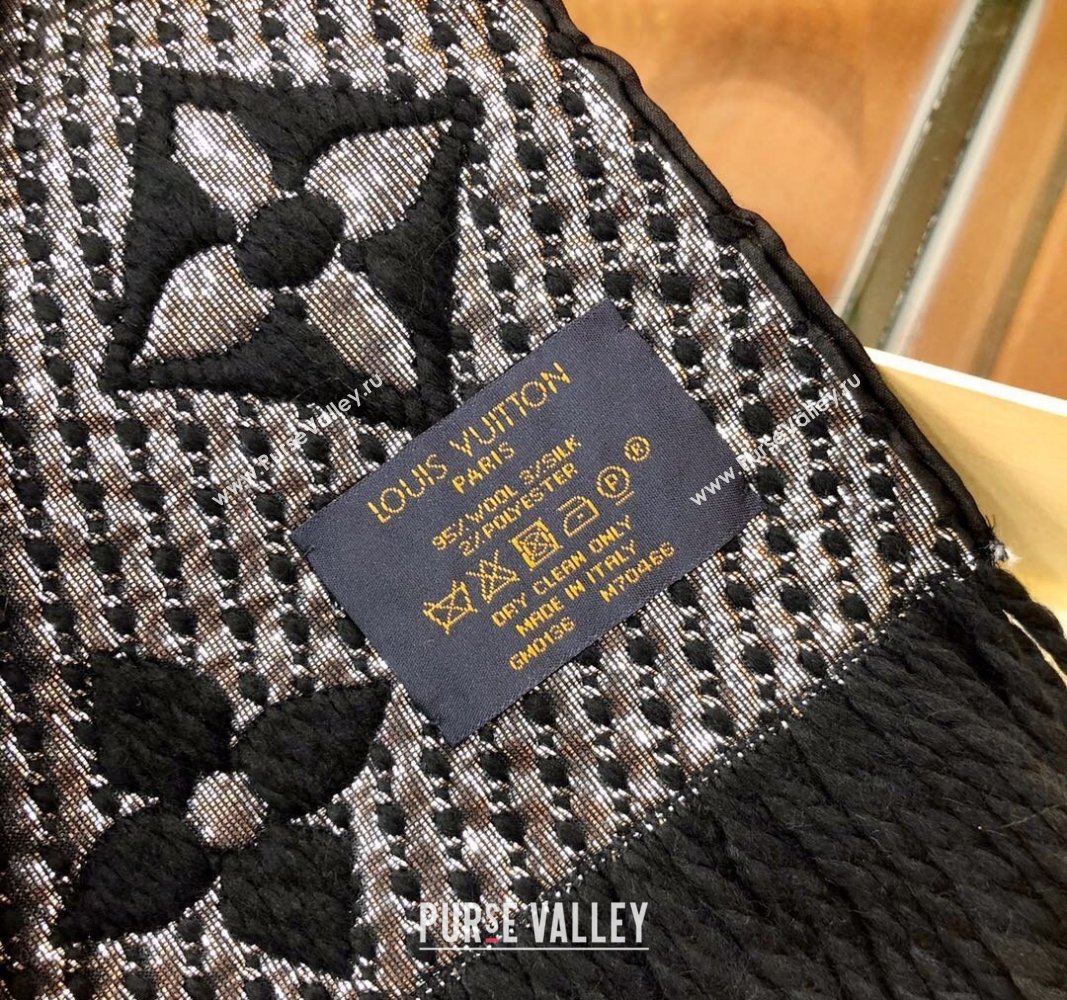 LOUIS VUITTON
PARIS
95/WOOL 3/SILK
2/POLYESTER
P ®
DRY CLEAN ONLY
MADE IN ITALY
GM0136 M70466
www.PurseValley.ru
www.PurseValley.ru
PURSE VALLEY